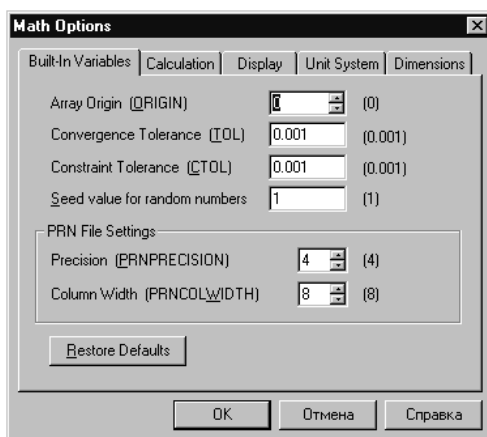 Math Options
Built-In Variables Calculation Display Unit System Dimensions
Array Origin (ORIGIN) 0 (0)
Convergence Tolerance (TOL) 0.001 (0.001)
Constraint Tolerance (CTOL) 0.001 (0.001)
Seed value for random numbers 1 (1)
PRN File Settings
Precision (PRNPRECISION) 4 (4)
Column Width (PRNCOLWIDTH) 8 (8)
Restore Defaults
OK Отмена Справка